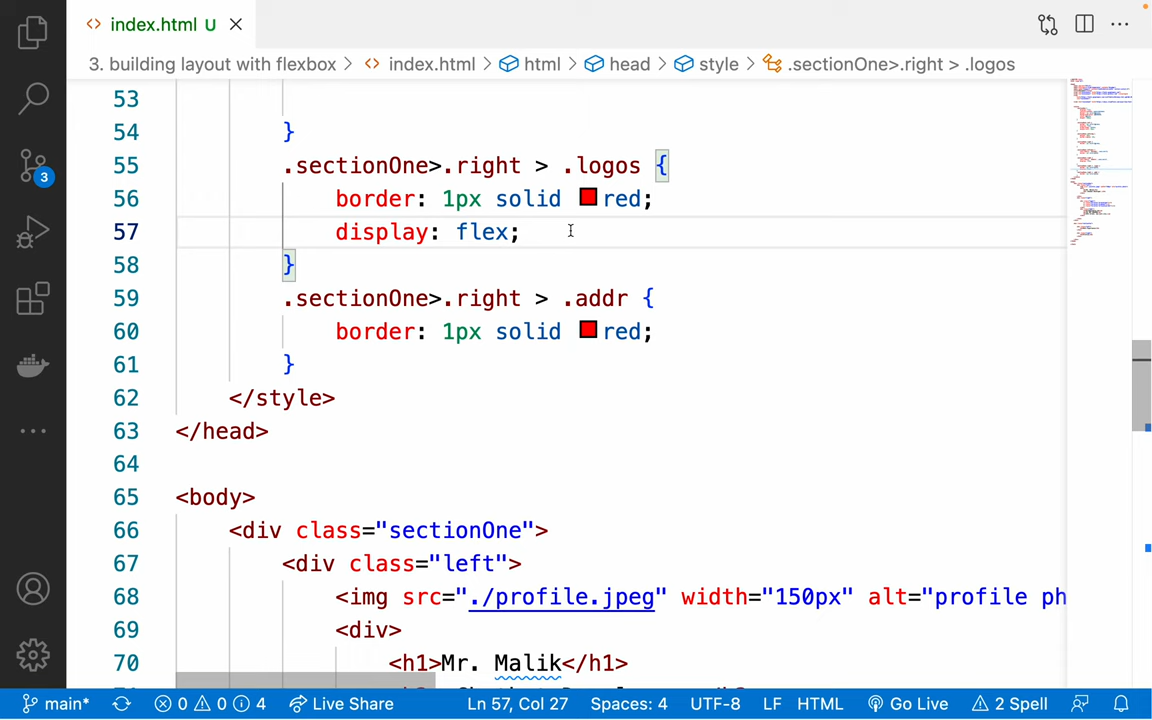 index.html U
3. building layout with flexbox > index.html > html > head > style > .sectionOne>.right > .logos
53
54 }
55 .sectionOne>.right > .logos {
56 border: 1px solid red;
57 display: flex;
58 }
59 .sectionOne>.right > .addr {
60 border: 1px solid red;
61 }
62 </style>
63 </head>
64
65 <body>
66 <div class="sectionOne">
67 <div class="left">
68 <img src="./profile.jpeg" width="150px" alt="profile ph
69 <div>
70 <h1>Mr. Malik</h1>
3
main* 0 0 4 Live Share Ln 57, Col 27 Spaces: 4 UTF-8 LF HTML Go Live 2 Spell